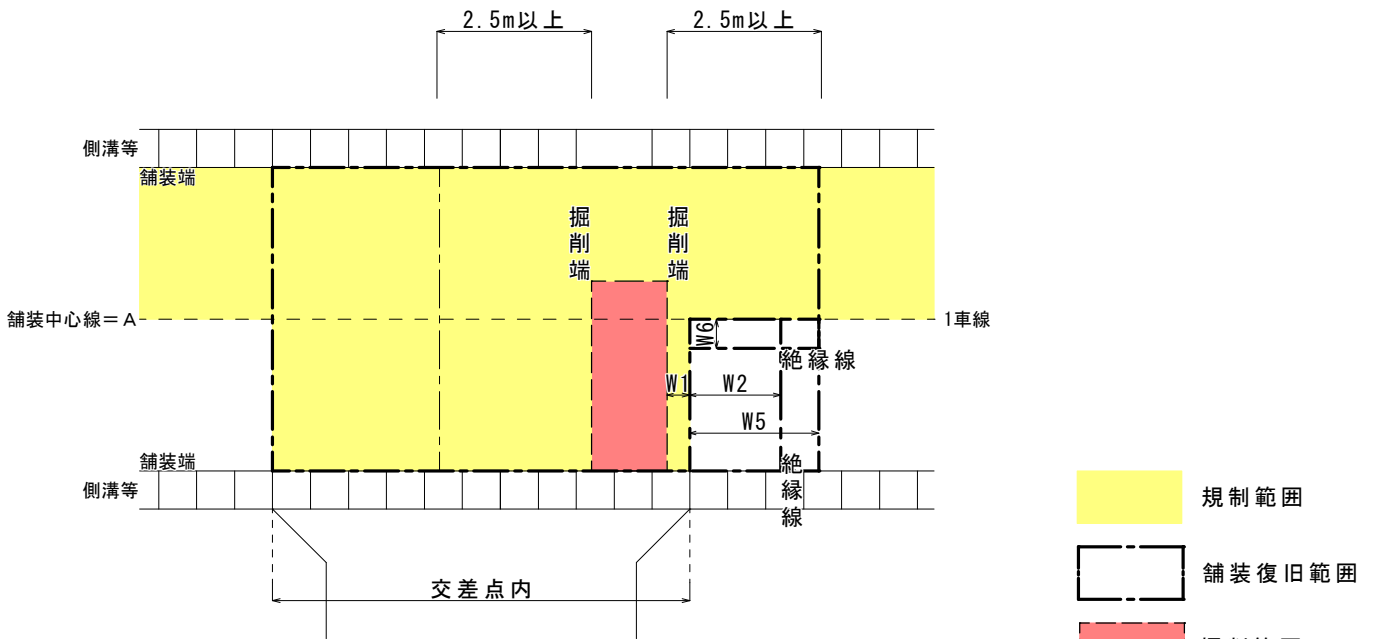 2.5m以上
2.5m以上
側溝等
舗装端
掘削端
掘削端
舗装中心線＝A
1車線
W6
絶縁線
W1
W2
W5
舗装端
絶縁線
側溝等
規制範囲
舗装復旧範囲
交差点内